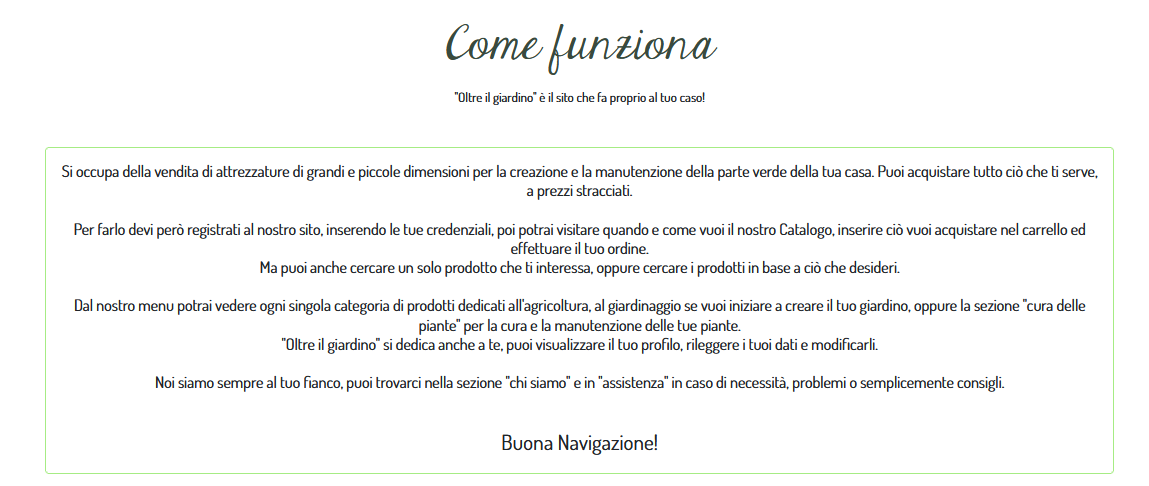 Come funziona
"Oltre il giardino" è il sito che fa proprio al tuo caso!
Si occupa della vendita di attrezzature di grandi e piccole dimensioni per la creazione e la manutenzione della parte verde della tua casa. Puoi acquistare tutto ciò che ti serve,
a prezzi stracciati.
Per farlo devi però registrati al nostro sito, inserendo le tue credenziali, poi potrai visitare quando e come vuoi il nostro Catalogo, inserire ciò vuoi acquistare nel carrello ed
effettuare il tuo ordine.
Ma puoi anche cercare un solo prodotto che ti interessa, oppure cercare i prodotti in base a ciò che desideri.
Dal nostro menu potrai vedere ogni singola categoria di prodotti dedicati all'agricoltura, al giardinaggio se vuoi iniziare a creare il tuo giardino, oppure la sezione "cura delle
piante" per la cura e la manutenzione delle tue piante.
"Oltre il giardino" si dedica anche a te, puoi visualizzare il tuo profilo, rileggere i tuoi dati e modificarli.
Noi siamo sempre al tuo fianco, puoi trovarci nella sezione "chi siamo" e in "assistenza" in caso di necessità, problemi o semplicemente consigli.
Buona Navigazione!